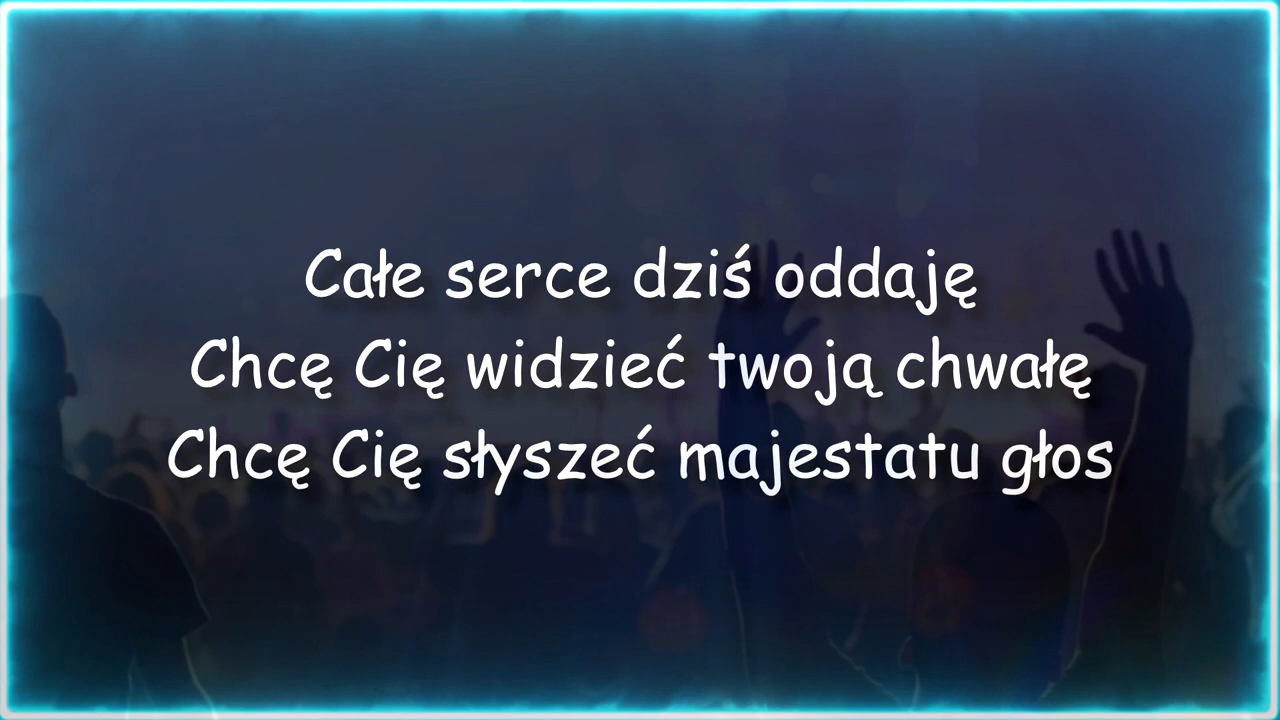 Całe serce dziś oddaję
Chcę Cię widzieć twoją chwałę
Chcę Cię słyszeć majestatu głos